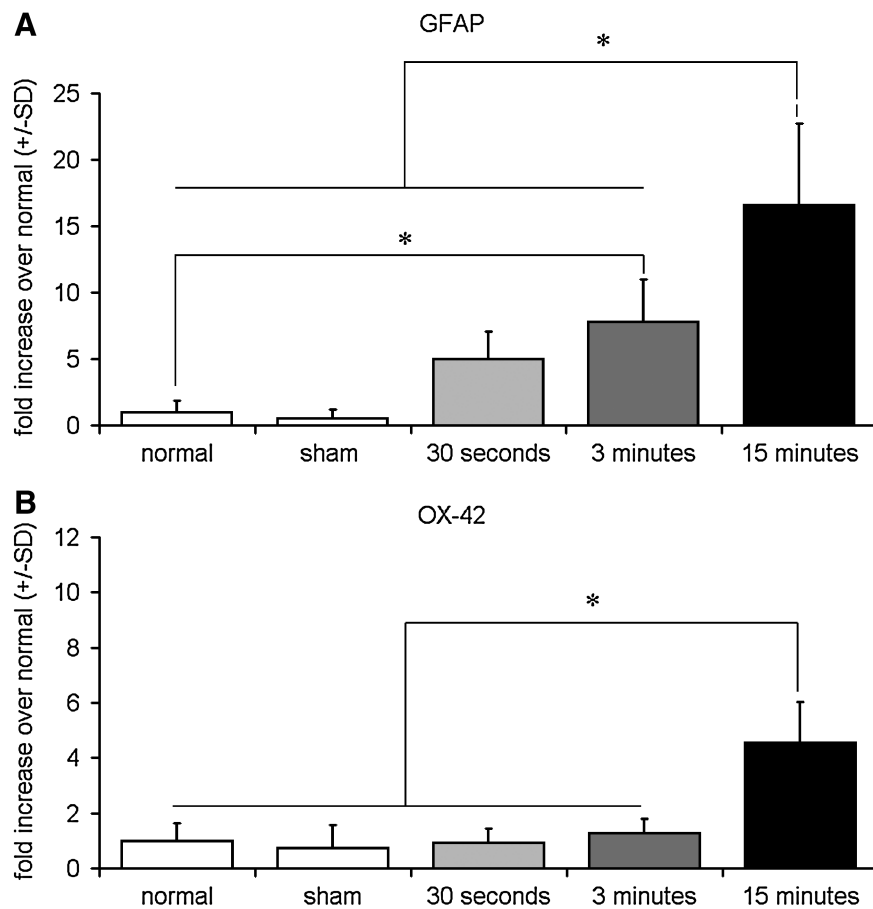 A
GFAP
fold increase over normal (+/-SD)
25
20
15
10
5
0
*
*
normal sham 30 seconds 3 minutes 15 minutes
B
OX-42
fold increase over normal (+/-SD)
12
10
8
6
4
2
0
*
normal sham 30 seconds 3 minutes 15 minutes